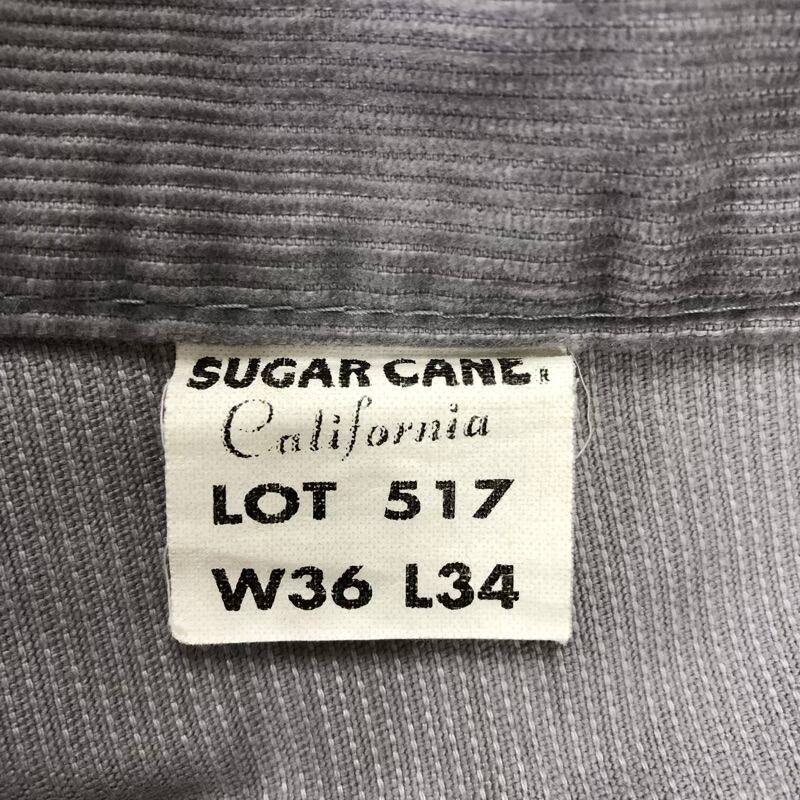 SUGAR CANE R
California
LOT 517
W36 L34